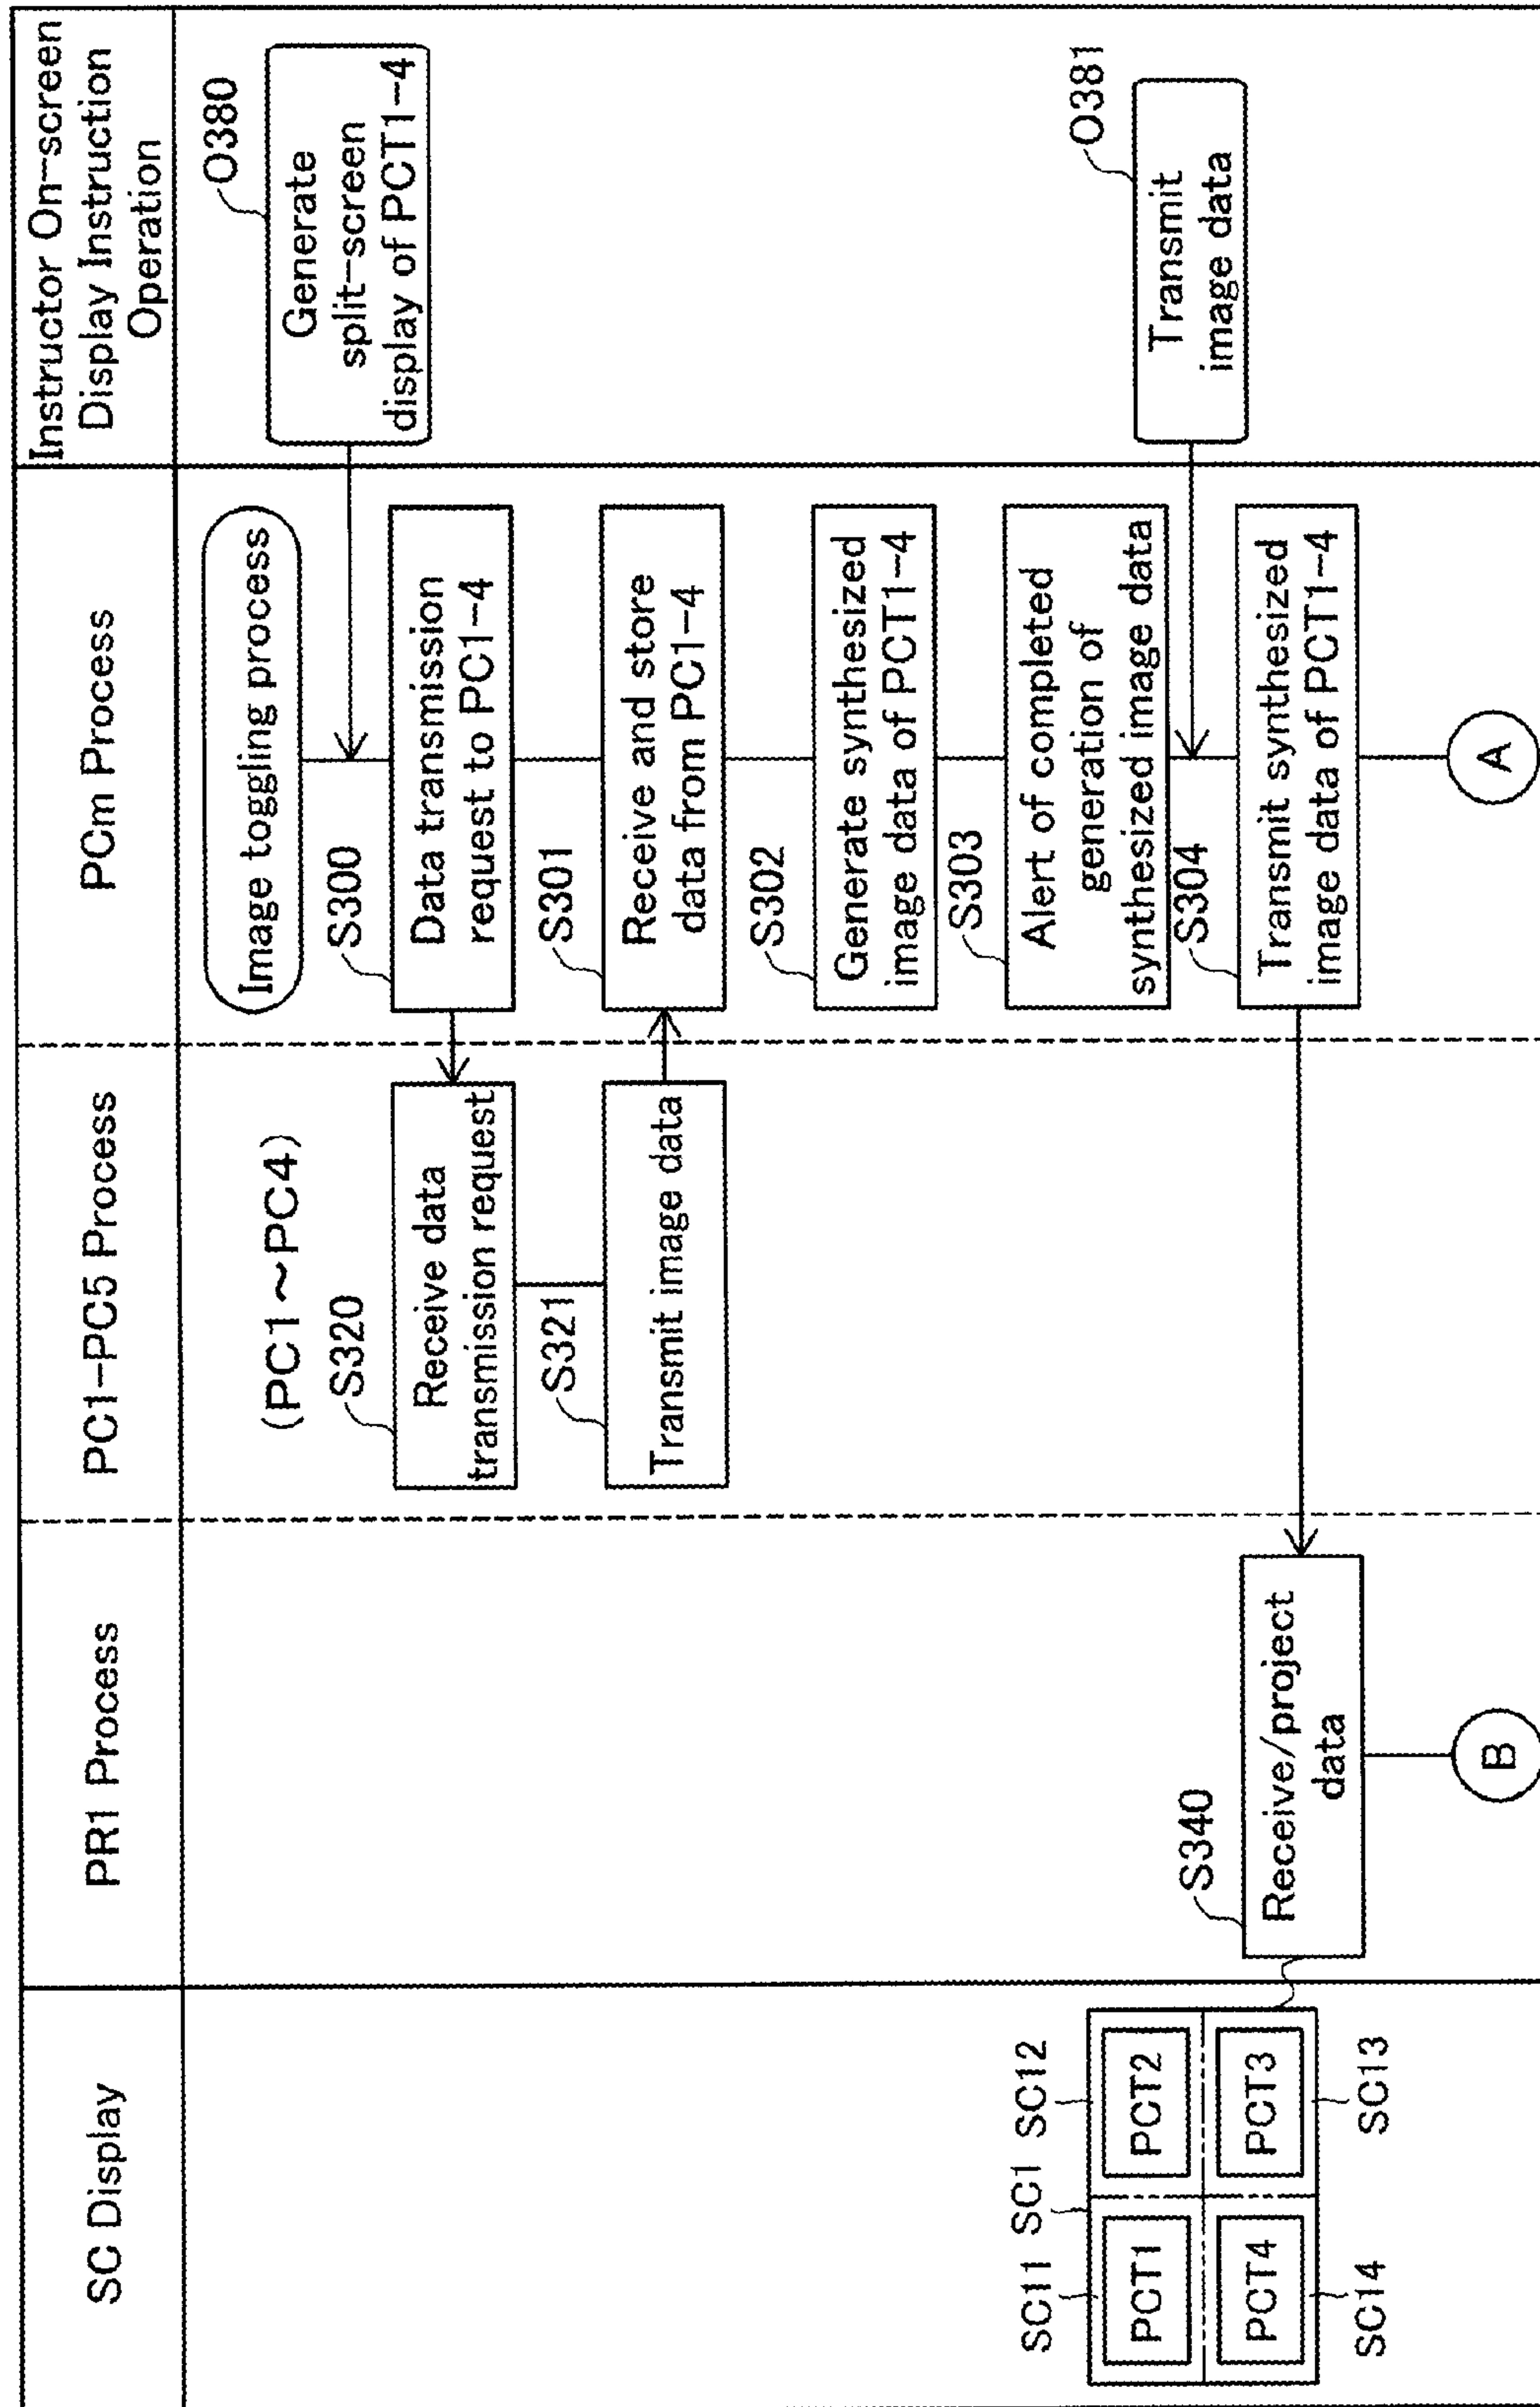 SC Display
PR1 Process
PC1-PC5 Process
PCm Process
Instructor On-screen
Display Instruction
Operation
Image toggling process
O380
Generate
split-screen
display of PCT1-4
(PC1~PC4)
S300
Data transmission
request to PC1-4
S320
Receive data
transmission request
S301
Receive and store
data from PC1-4
S321
Transmit image data
S302
Generate synthesized
image data of PCT1-4
S303
Alert of completed
generation of
synthesized image data
O381
Transmit
image data
S304
Transmit synthesized
image data of PCT1-4
S340
Receive/project
data
SC11
SC1
SC12
PCT1
PCT2
PCT4
PCT3
SC14
SC13
B
A